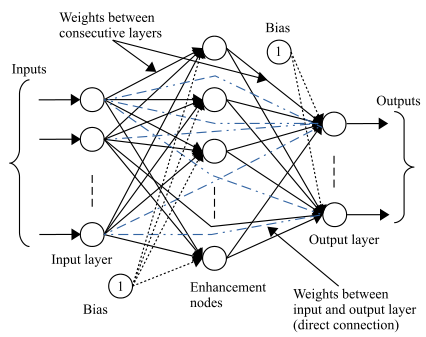 Weights between
consecutive layers
Bias
1
Inputs
Outputs
Input layer
Output layer
1
Bias
Enhancement
nodes
Weights between
input and output layer
(direct connection)